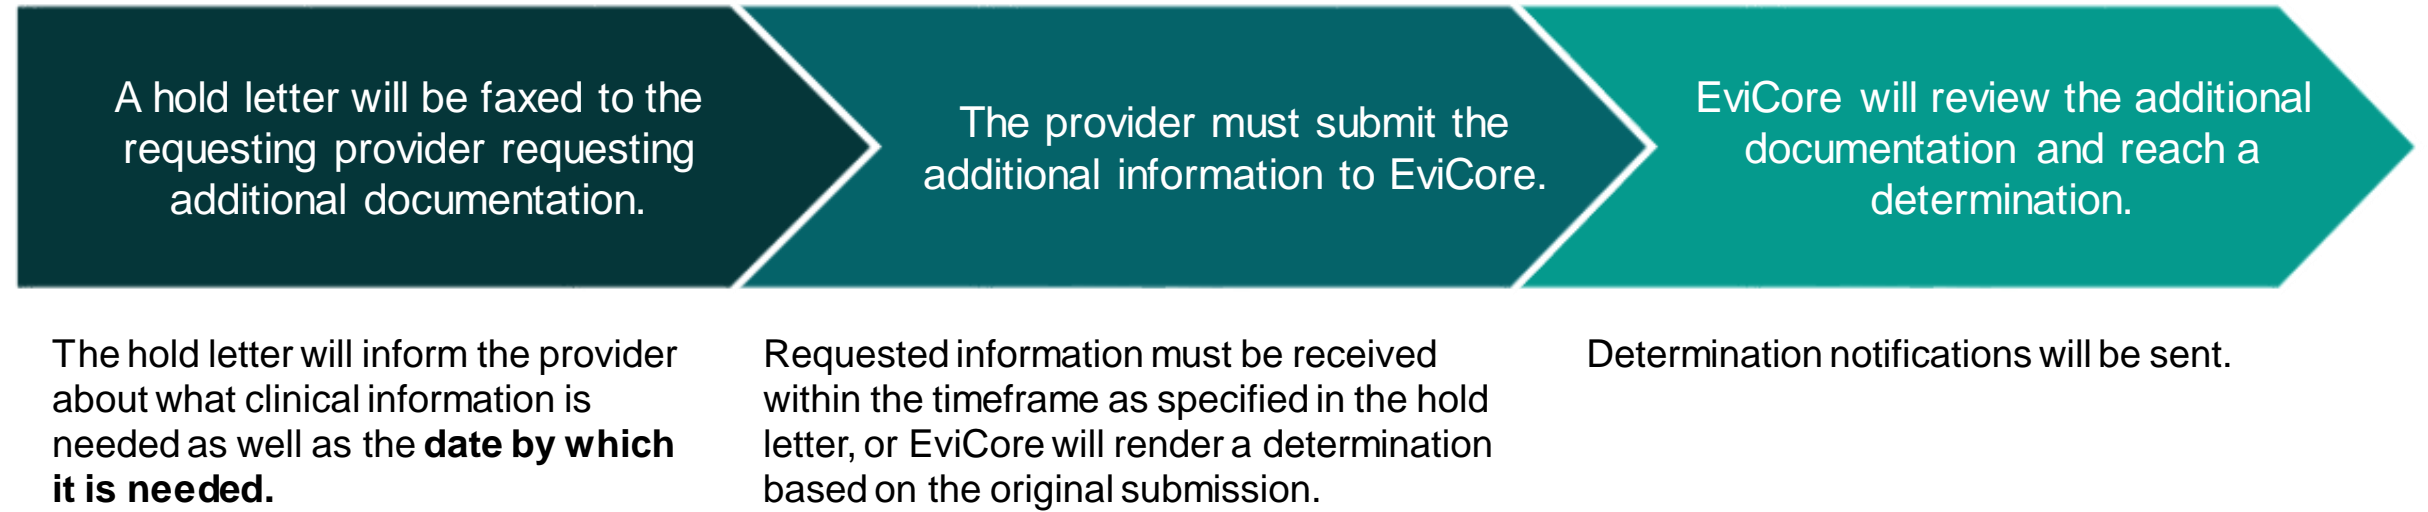 A hold letter will be faxed to the
requesting provider requesting
additional documentation.
The provider must submit the
additional information to EviCore.
EviCore will review the additional
documentation and reach a
determination.
The hold letter will inform the provider
about what clinical information is
needed as well as the date by which
it is needed.
Requested information must be received
within the timeframe as specified in the hold
letter, or EviCore will render a determination
based on the original submission.
Determination notifications will be sent.